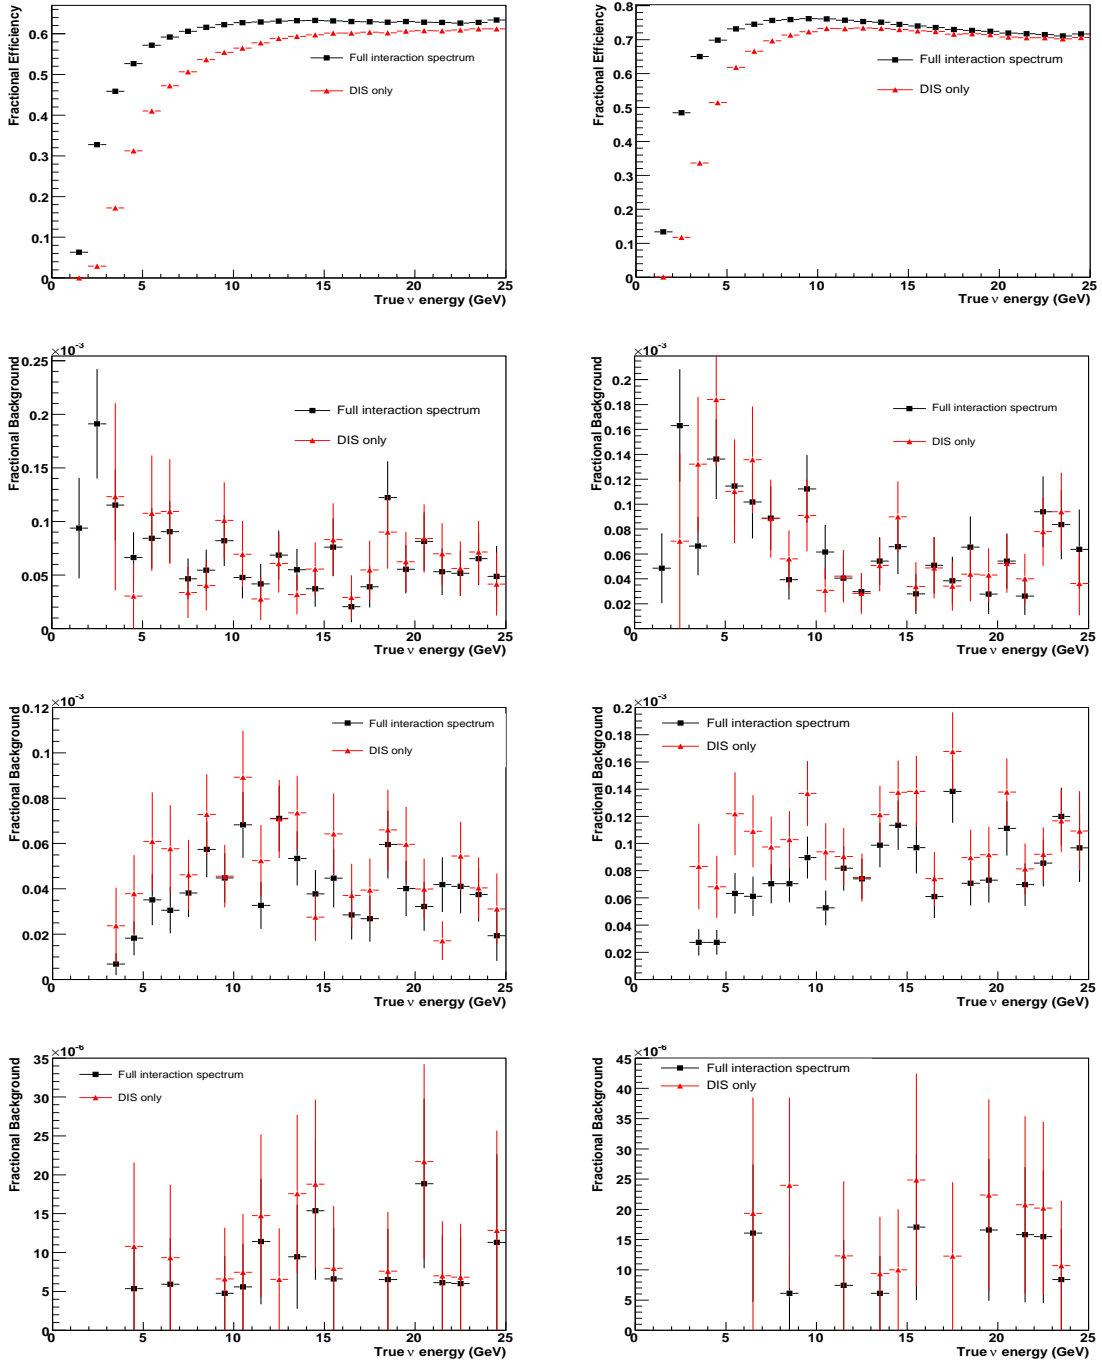 Fractional Efficiency
0.6
0.5
0.4
0.3
0.2
0.1
0
Full interaction spectrum
DIS only
0 5 10 15 20 25
True ν energy (GeV)
Fractional Efficiency
0.8
0.7
0.6
0.5
0.4
0.3
0.2
0.1
0
Full interaction spectrum
DIS only
0 5 10 15 20 25
True ν energy (GeV)
×10⁻³
Fractional Background
0.25
0.2
0.15
0.1
0.05
0
Full interaction spectrum
DIS only
0 5 10 15 20 25
True ν energy (GeV)
×10⁻³
Fractional Background
0.2
0.18
0.16
0.14
0.12
0.1
0.08
0.06
0.04
0.02
0
Full interaction spectrum
DIS only
0 5 10 15 20 25
True ν energy (GeV)
×10⁻³
Fractional Background
0.12
0.1
0.08
0.06
0.04
0.02
0
Full interaction spectrum
DIS only
0 5 10 15 20 25
True ν energy (GeV)
×10⁻³
Fractional Background
0.2
0.18
0.16
0.14
0.12
0.1
0.08
0.06
0.04
0.02
0
Full interaction spectrum
DIS only
0 5 10 15 20 25
True ν energy (GeV)
×10⁻⁶
Fractional Background
35
30
25
20
15
10
5
0
Full interaction spectrum
DIS only
0 5 10 15 20 25
True ν energy (GeV)
×10⁻⁶
Fractional Background
45
40
35
30
25
20
15
10
5
0
Full interaction spectrum
DIS only
0 5 10 15 20 25
True ν energy (GeV)